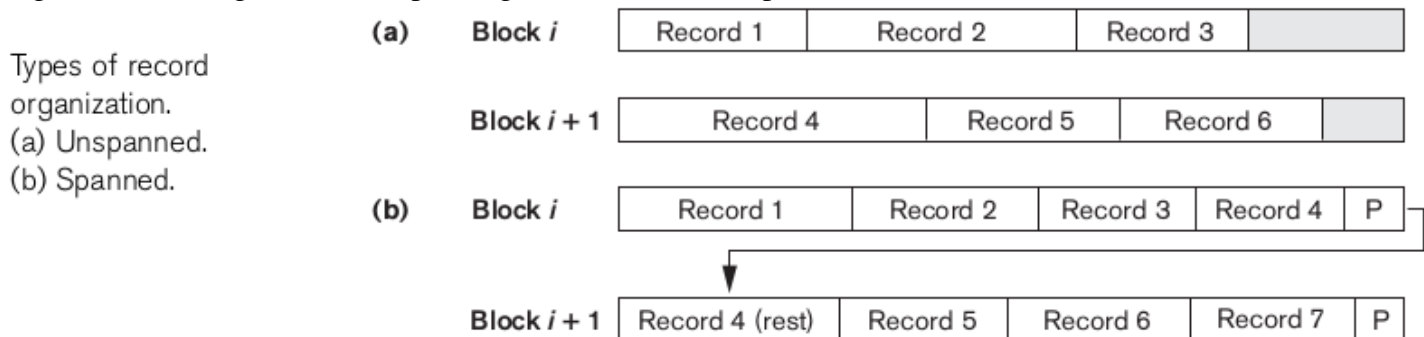 Types of record
organization.
(a) Unspanned.
(b) Spanned.
(a) Block i Record 1 Record 2 Record 3
Block i + 1 Record 4 Record 5 Record 6
(b) Block i Record 1 Record 2 Record 3 Record 4 P
Block i + 1 Record 4 (rest) Record 5 Record 6 Record 7 P